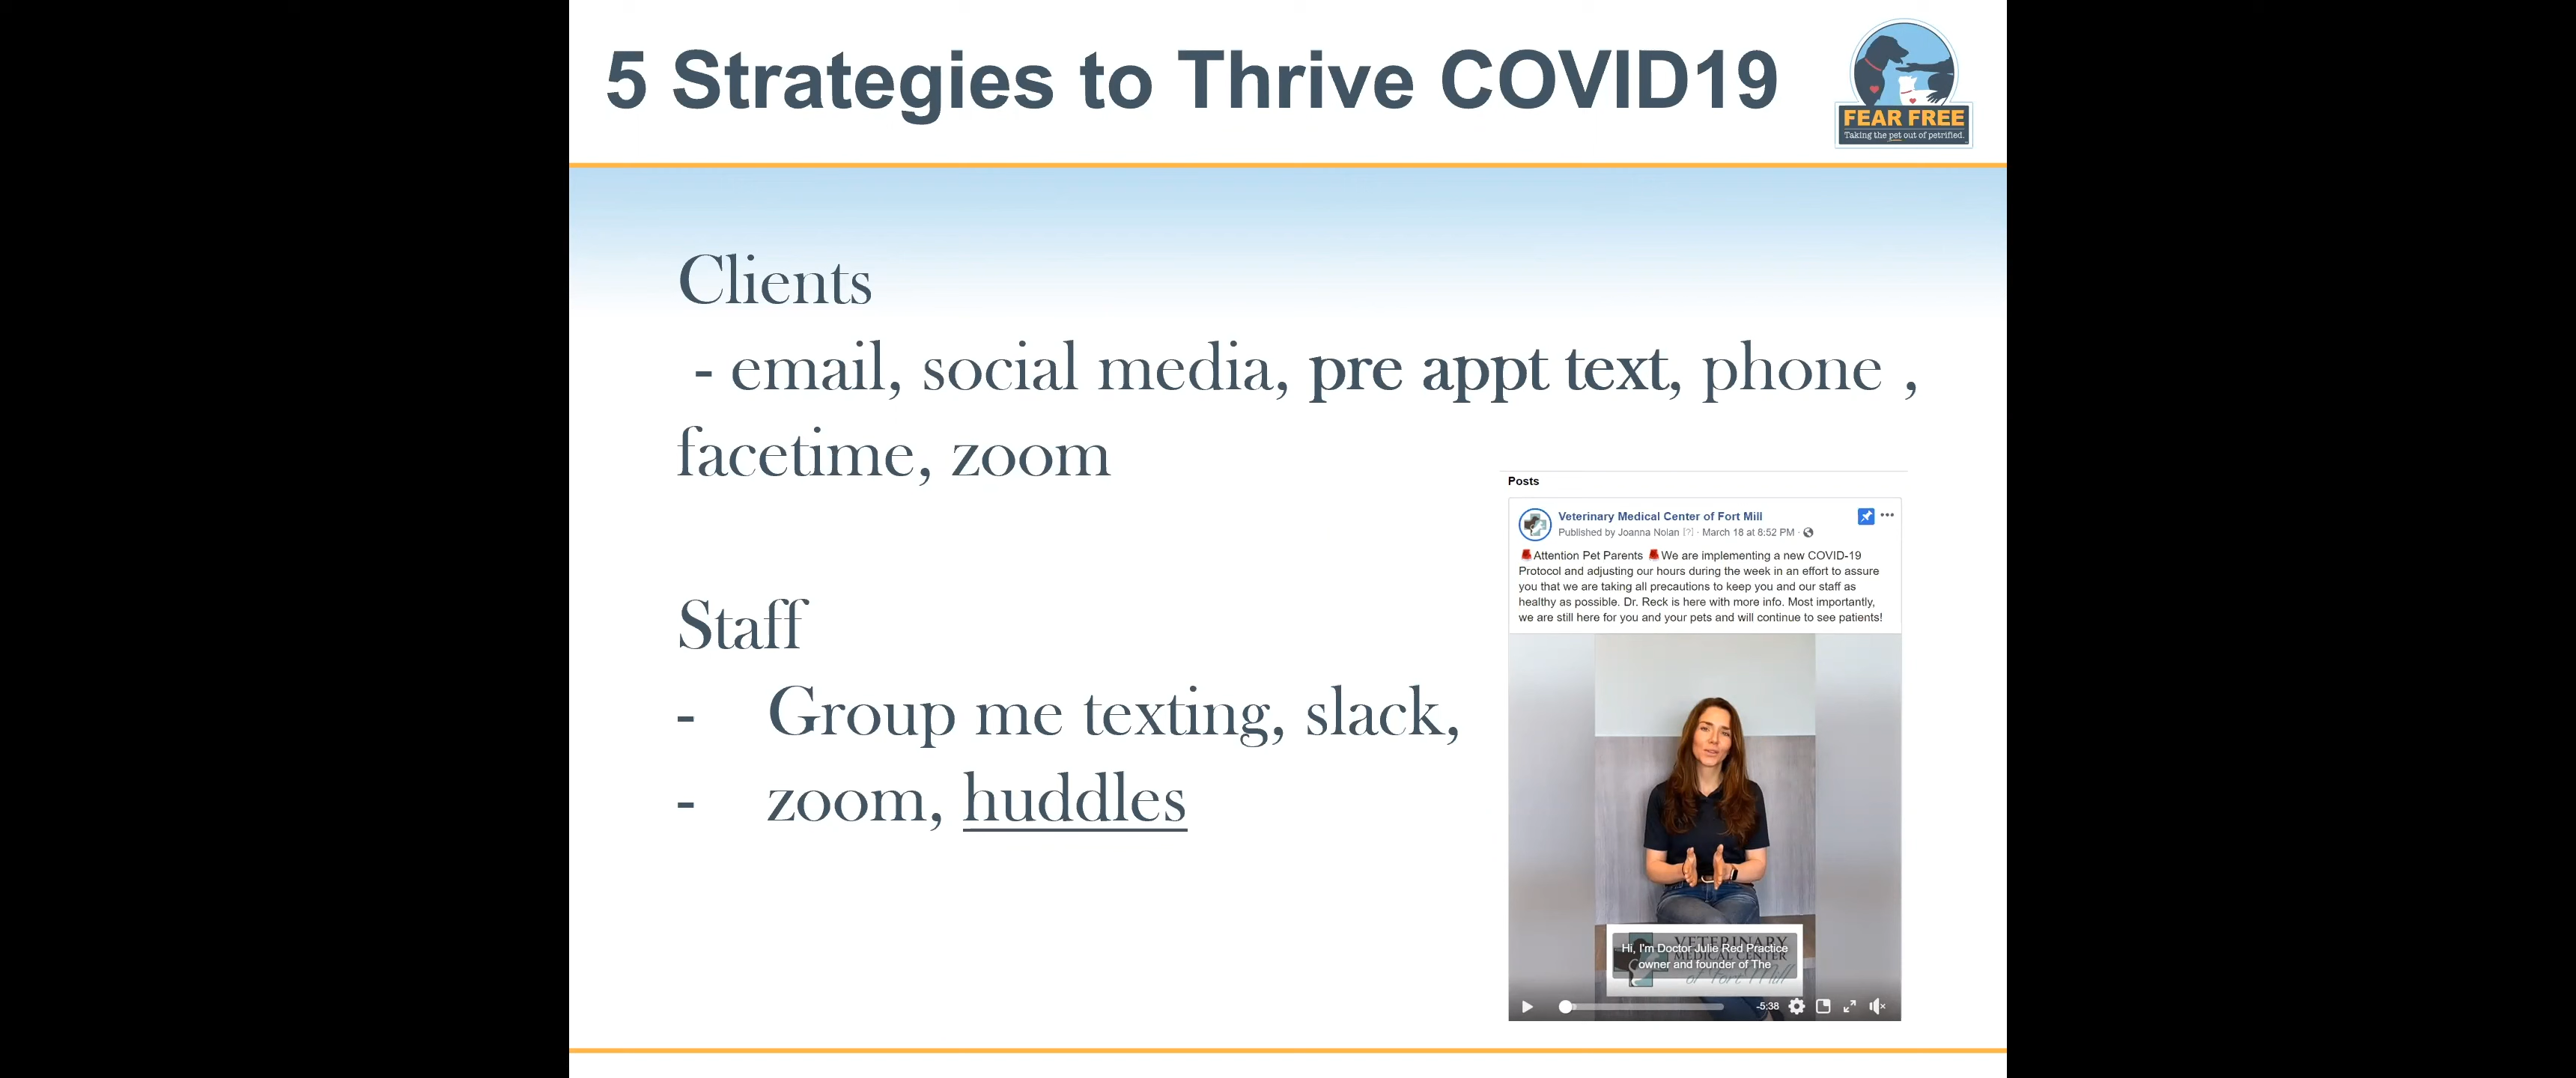 5 Strategies to Thrive COVID19
FEAR FREE
Taking the pet out of petrified.
Clients
- email, social media, pre appt text, phone ,
facetime, zoom
Staff
- Group me texting, slack,
- zoom, huddles
Posts
Veterinary Medical Center of Fort Mill
Published by Joanna Nolan [?] · March 18 at 8:52 PM ·
Attention Pet Parents We are implementing a new COVID-19
Protocol and adjusting our hours during the week in an effort to assure
you that we are taking all precautions to keep you and our staff as
healthy as possible. Dr. Reck is here with more info. Most importantly,
we are still here for you and your pets and will continue to see patients!
VETERINARY
MEDICAL CENTER
of Fort Mill
Hi, I'm Doctor Julie Red Practice
owner and founder of The
-5:38